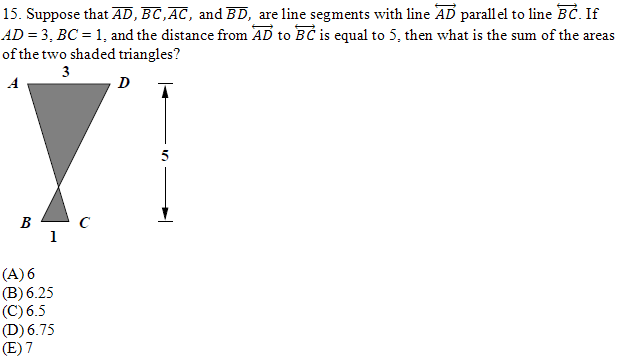 15. Suppose that AD, BC, AC, and BD, are line segments with line AD parallel to line BC. If
AD = 3, BC = 1, and the distance from AD to BC is equal to 5, then what is the sum of the areas
of the two shaded triangles?
3
A D
5
B C
1
(A) 6
(B) 6.25
(C) 6.5
(D) 6.75
(E) 7